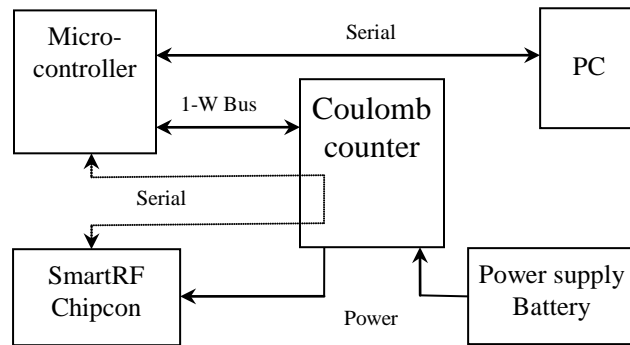 Micro-
controller
Serial
PC
1-W Bus
Coulomb
counter
Serial
SmartRF
Chipcon
Power
Power supply
Battery